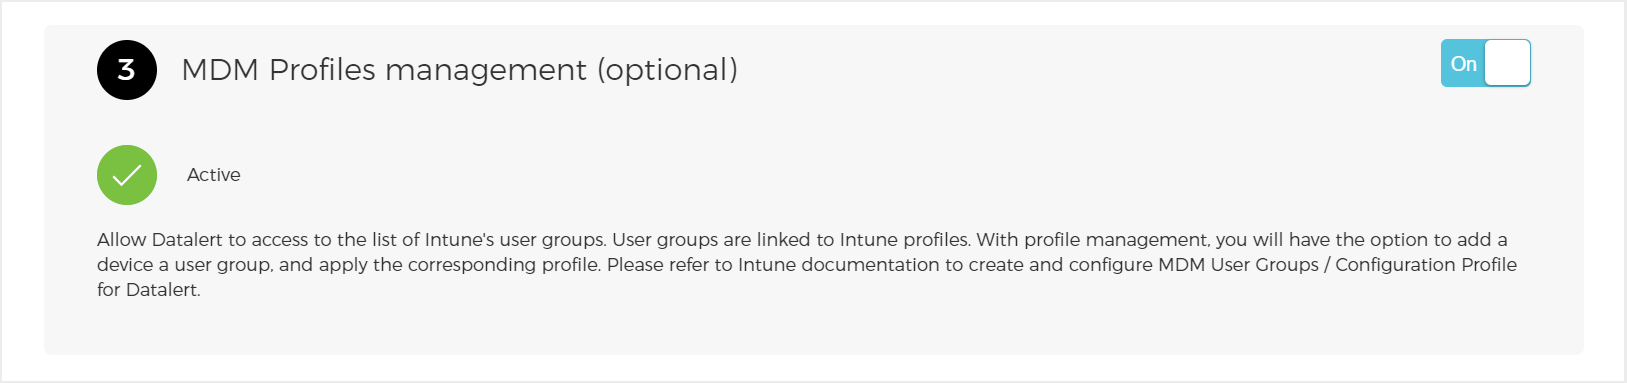 3 MDM Profiles management (optional) On
Active
Allow Datalert to access to the list of Intune's user groups. User groups are linked to Intune profiles. With profile management, you will have the option to add a
device a user group, and apply the corresponding profile. Please refer to Intune documentation to create and configure MDM User Groups / Configuration Profile
for Datalert.